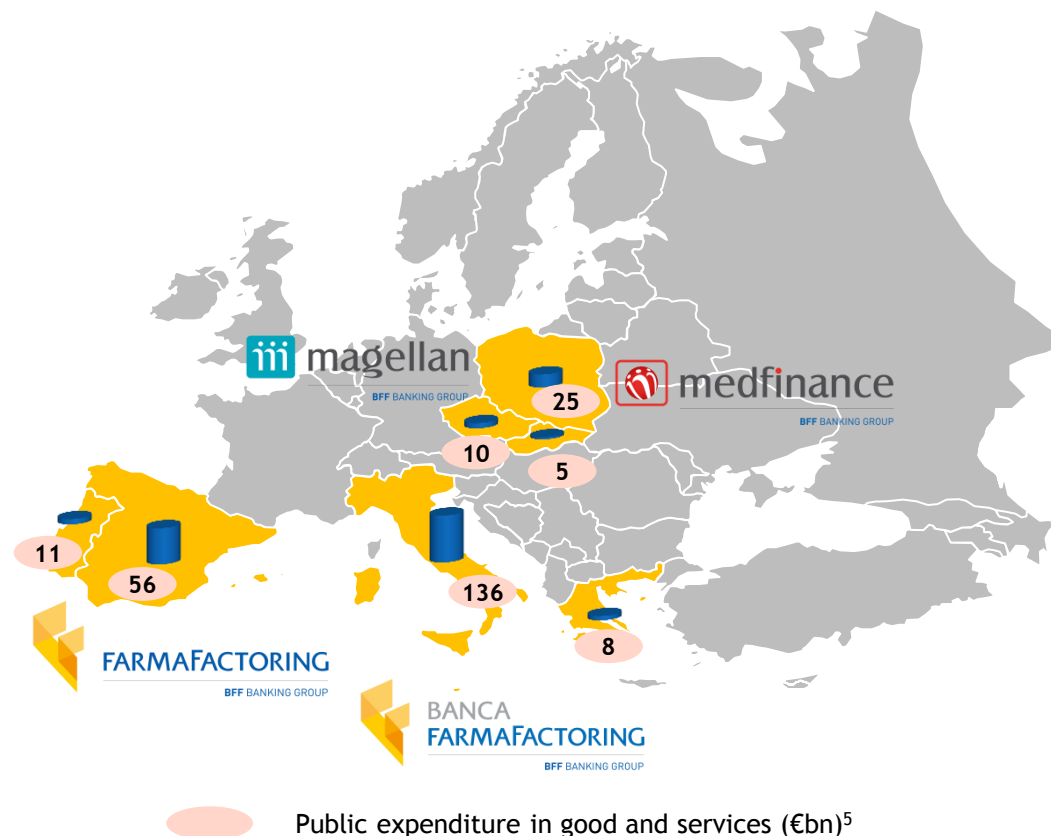 magellan
BFF BANKING GROUP
medfinance
BFF BANKING GROUP
25
10
5
11
56
136
8
FARMAFACTORING
BFF BANKING GROUP
BANCA
FARMAFACTORING
BFF BANKING GROUP
Public expenditure in good and services (€bn)⁵